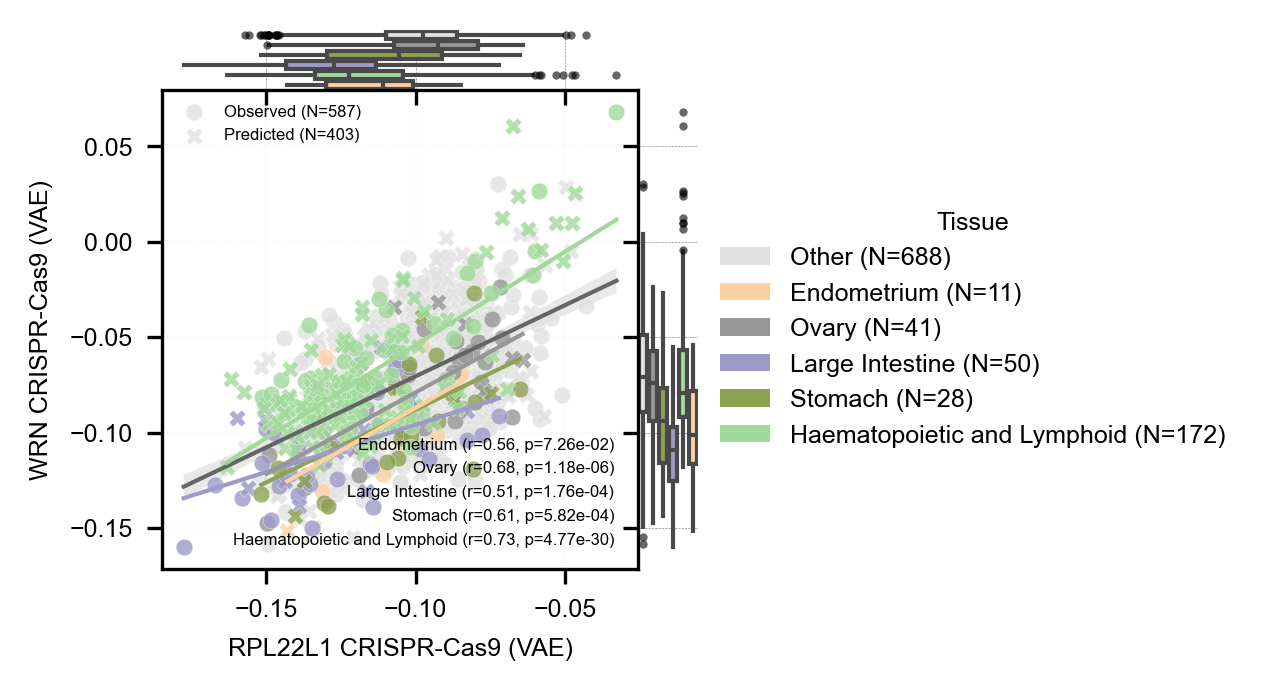 Observed (N=587)
Predicted (N=403)
0.05
0.00
−0.05
−0.10
−0.15
WRN CRISPR-Cas9 (VAE)
Endometrium (r=0.56, p=7.26e-02)
Ovary (r=0.68, p=1.18e-06)
Large Intestine (r=0.51, p=1.76e-04)
Stomach (r=0.61, p=5.82e-04)
Haematopoietic and Lymphoid (r=0.73, p=4.77e-30)
−0.15
−0.10
−0.05
RPL22L1 CRISPR-Cas9 (VAE)
Tissue
Other (N=688)
Endometrium (N=11)
Ovary (N=41)
Large Intestine (N=50)
Stomach (N=28)
Haematopoietic and Lymphoid (N=172)